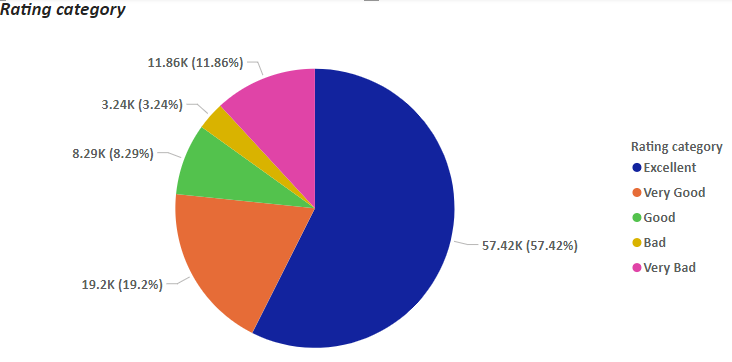 Rating category
11.86K (11.86%)
3.24K (3.24%)
8.29K (8.29%)
19.2K (19.2%)
57.42K (57.42%)
Rating category
Excellent
Very Good
Good
Bad
Very Bad